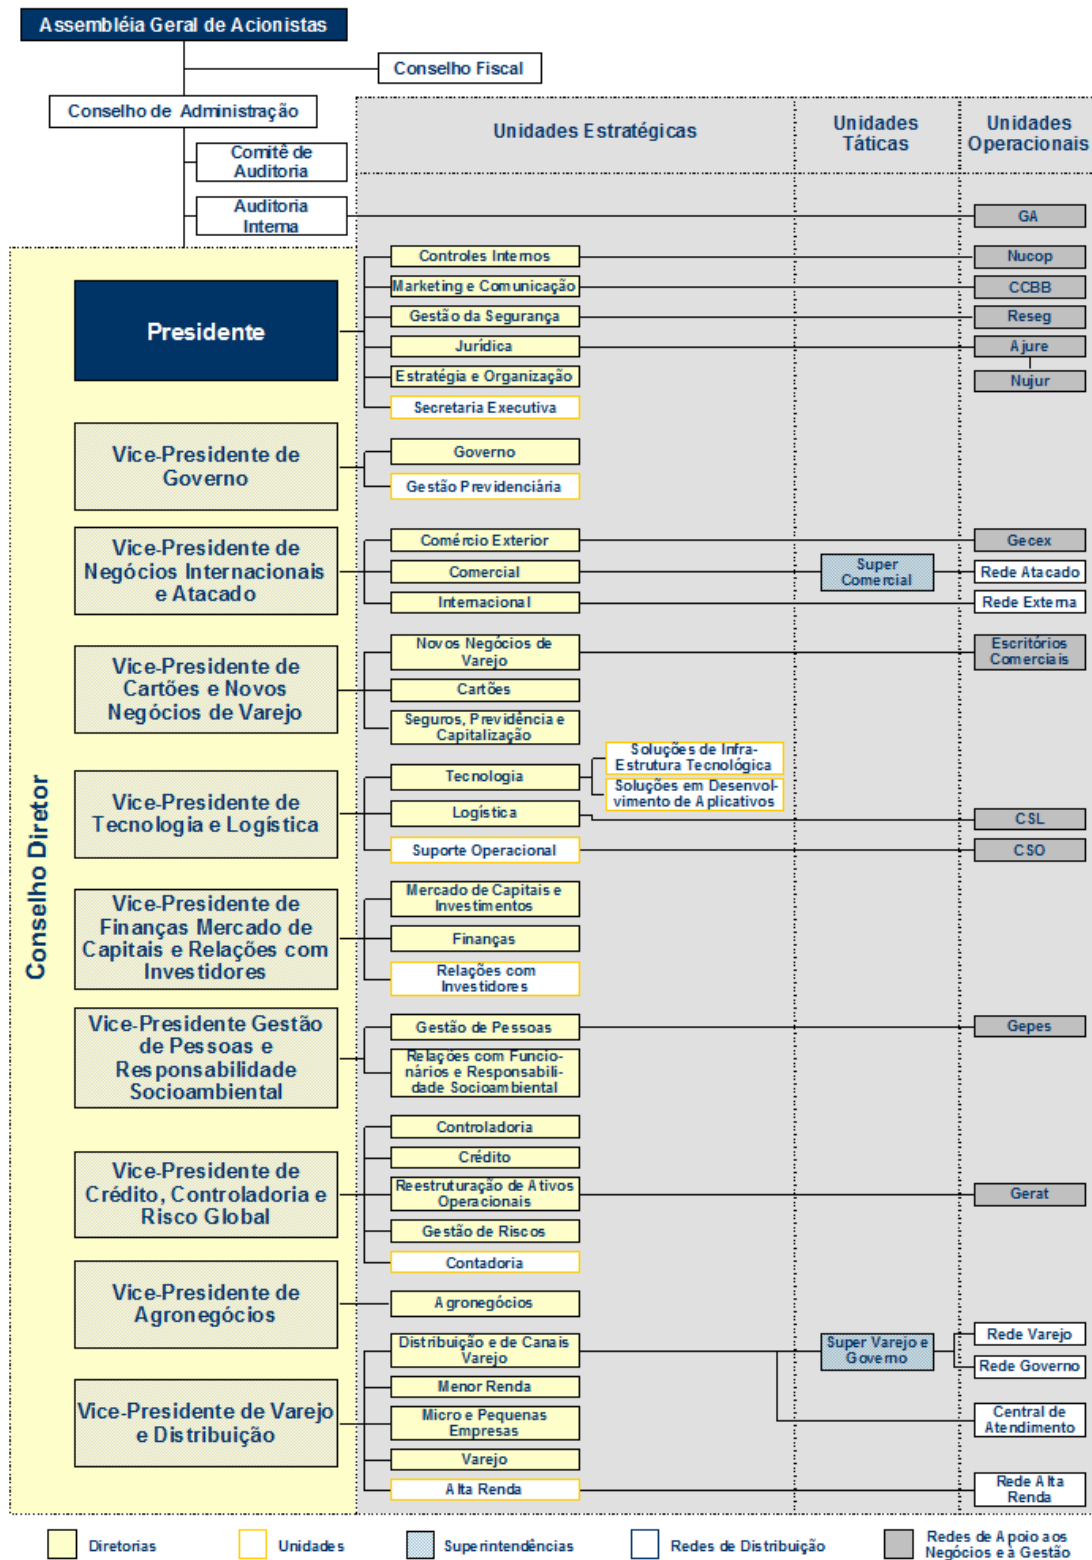 Assembléia Geral de Acionistas
Conselho Fiscal
Conselho de Administração
Comitê de
Auditoria
Auditoria
Interna
Unidades Estratégicas
Unidades
Táticas
Unidades
Operacionais
GA
Conselho Diretor
Presidente
Controles Internos
Nucop
Marketing e Comunicação
CCBB
Gestão da Segurança
Reseg
Jurídica
Ajure
Estratégia e Organização
Nujur
Secretaria Executiva
Vice-Presidente de
Governo
Governo
Gestão Previdenciária
Vice-Presidente de
Negócios Internacionais
e Atacado
Comércio Exterior
Gecex
Comercial
Super
Comercial
Rede Atacado
Internacional
Rede Externa
Vice-Presidente de
Cartões e Novos
Negócios de Varejo
Novos Negócios de
Varejo
Escritórios
Comerciais
Cartões
Seguros, Previdência e
Capitalização
Vice-Presidente de
Tecnologia e Logística
Tecnologia
Soluções de Infra-
Estrutura Tecnológica
Soluções em Desenvol-
vimento de Aplicativos
Logística
CSL
Suporte Operacional
CSO
Vice-Presidente de
Finanças Mercado de
Capitais e Relações com
Investidores
Mercado de Capitais e
Investimentos
Finanças
Relações com
Investidores
Vice-Presidente Gestão
de Pessoas e
Responsabilidade
Socioambiental
Gestão de Pessoas
Gepes
Relações com Funcio-
nários e Responsabili-
dade Socioambiental
Vice-Presidente de
Crédito, Controladoria e
Risco Global
Controladoria
Crédito
Reestruturação de Ativos
Operacionais
Gerat
Gestão de Riscos
Contadoria
Vice-Presidente de
Agronegócios
Agronegócios
Vice-Presidente de Varejo
e Distribuição
Distribuição e de Canais
Varejo
Super Varejo e
Governo
Rede Varejo
Rede Governo
Menor Renda
Micro e Pequenas
Empresas
Central de
Atendimento
Varejo
Alta Renda
Rede Alta
Renda
Diretorias
Unidades
Superintendências
Redes de Distribuição
Redes de Apoio aos
Negócios e à Gestão